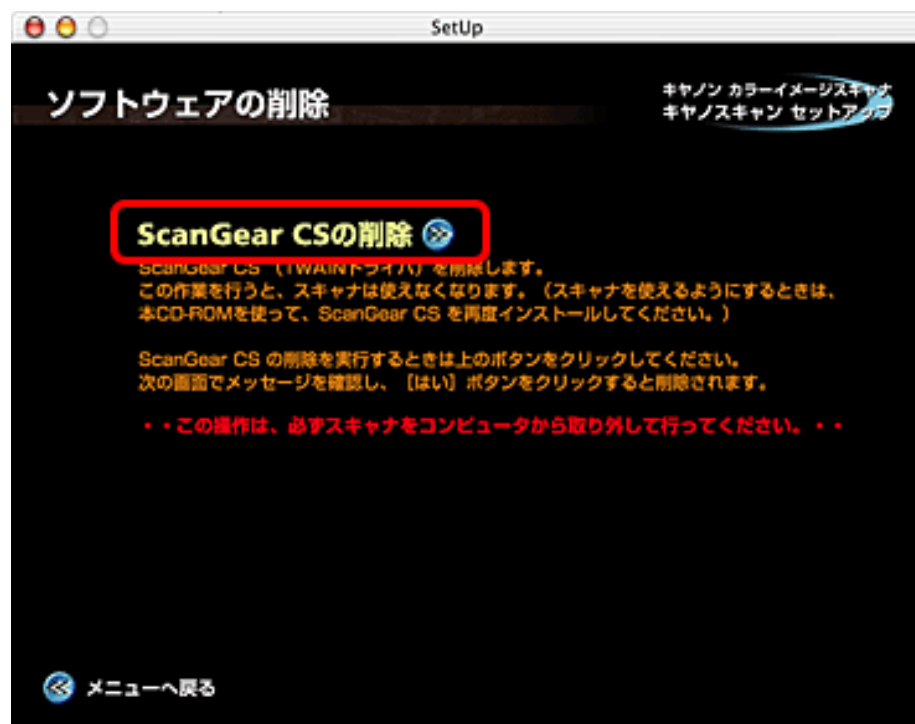 SetUp
ソフトウェアの削除
キヤノン カラーイメージスキャナ
キヤノスキャン セットアップ
ScanGear CSの削除
ScanGear CS （TWAINドライバ）を削除します。
この作業を行うと、スキャナは使えなくなります。（スキャナを使えるようにするときは、
本CD-ROMを使って、ScanGear CS を再度インストールしてください。）
ScanGear CS の削除を実行するときは上のボタンをクリックしてください。
次の画面でメッセージを確認し、［はい］ボタンをクリックすると削除されます。
・・この操作は、必ずスキャナをコンピュータから取り外して行ってください。・・
メニューへ戻る